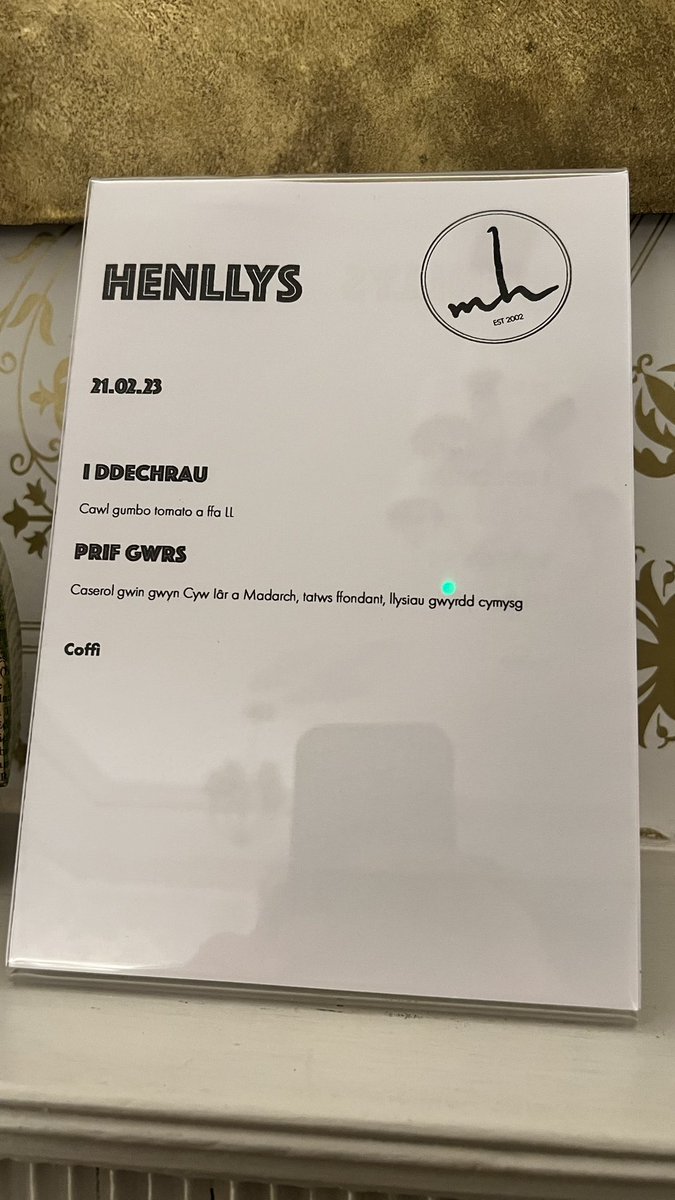 HENLLYS
mh
EST 2002
21.02.23
I DDECHRAU
Cawl gumbo tomato a ffa LL
PRIF GWRS
Caserol gwin gwyn Cyw Iâr a Madarch, tatws ffondant, llysiau gwyrdd cymysg
Coffi